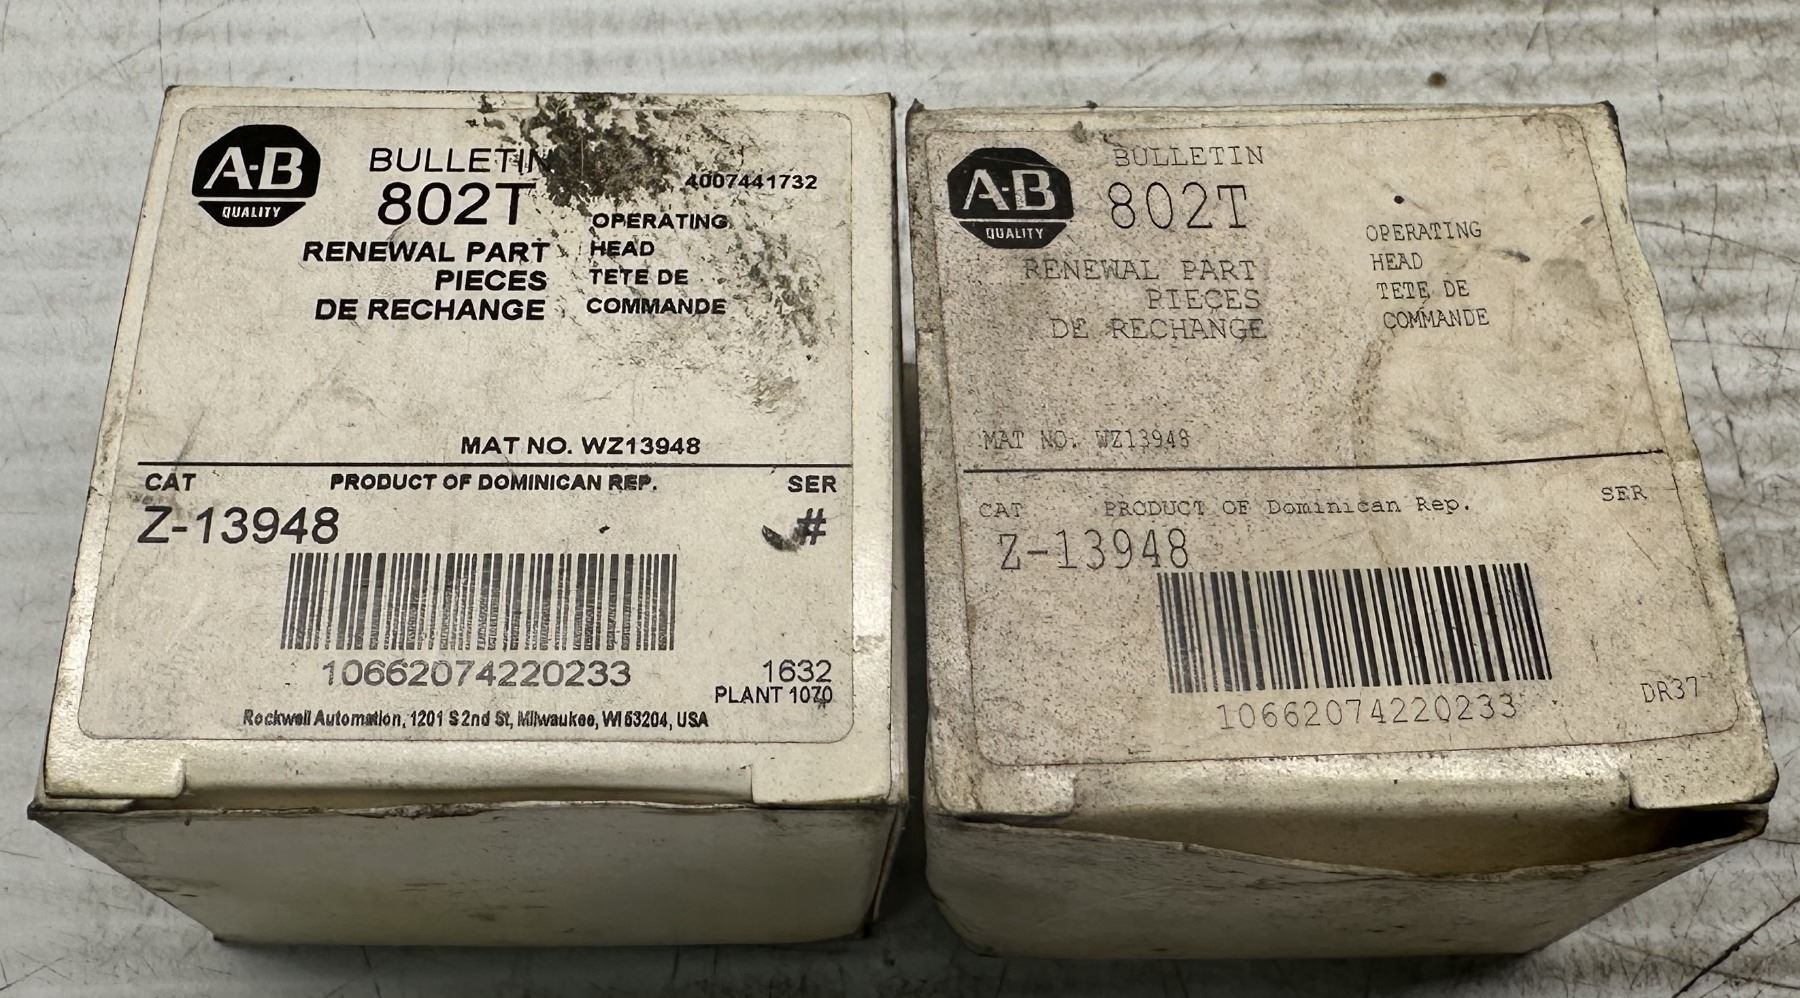 A-B
QUALITY
BULLETIN
802T
4007441732
RENEWAL PART
PIECES
DE RECHANGE
OPERATING
HEAD
TETE DE
COMMANDE
MAT NO. WZ13948
CAT PRODUCT OF DOMINICAN REP. SER
Z-13948 #
10662074220233
1632
PLANT 1070
Rockwell Automation, 1201 S 2nd St, Milwaukee, WI 53204, USA
A-B
QUALITY
BULLETIN
802T
RENEWAL PART
PIECES
DE RECHANGE
OPERATING
HEAD
TETE DE
COMMANDE
MAT NO. WZ13948
CAT PRODUCT OF Dominican Rep. SER
Z-13948
10662074220233
DR37